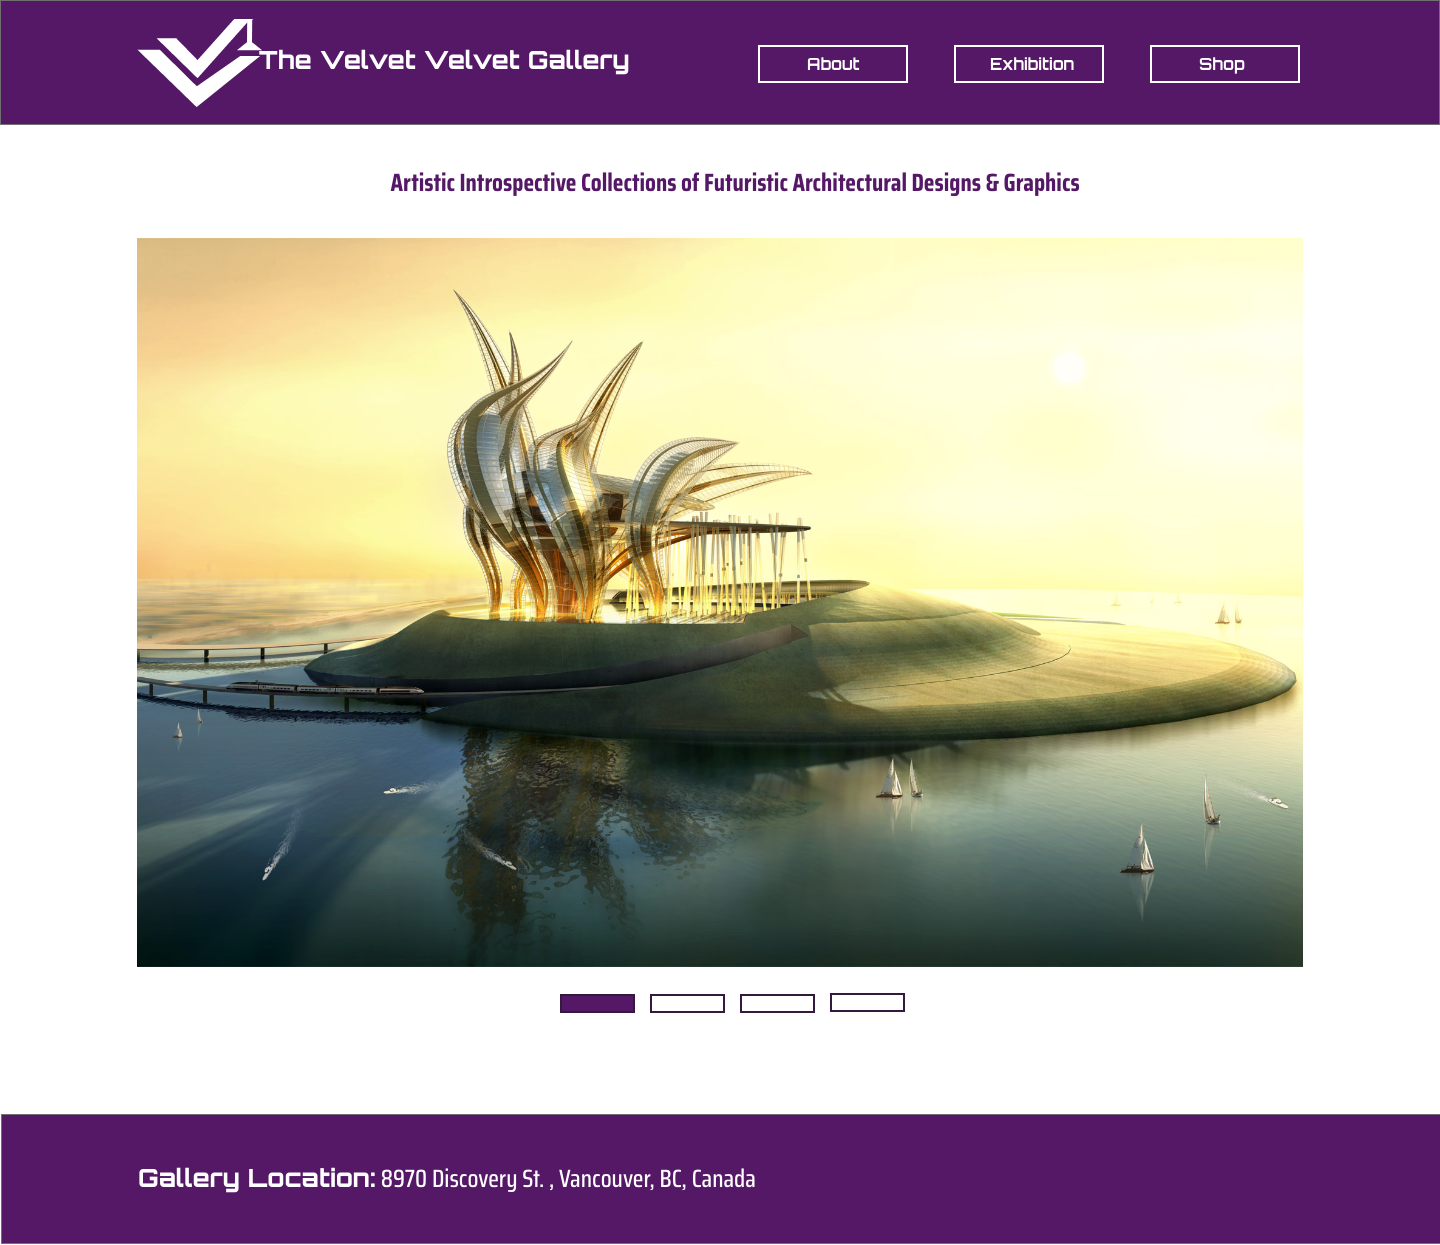 The Velvet Velvet Gallery
About
Exhibition
Shop
Artistic Introspective Collections of Futuristic Architectural Designs & Graphics
Gallery Location: 8970 Discovery St. , Vancouver, BC, Canada